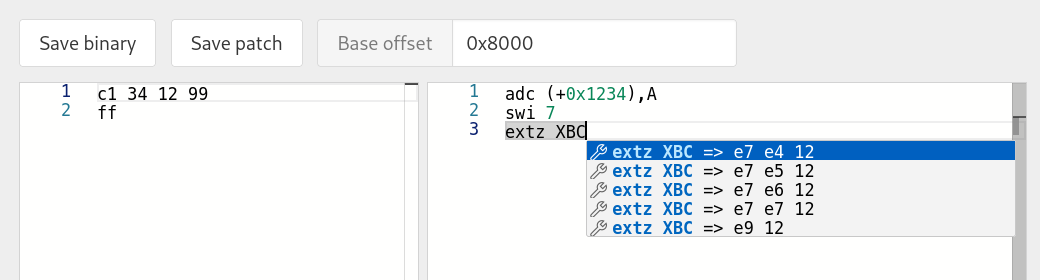 Save binary Save patch Base offset 0x8000
1 c1 34 12 99
2 ff
1 adc (+0x1234),A
2 swi 7
3 extz XBC
extz XBC => e7 e4 12
extz XBC => e7 e5 12
extz XBC => e7 e6 12
extz XBC => e7 e7 12
extz XBC => e9 12